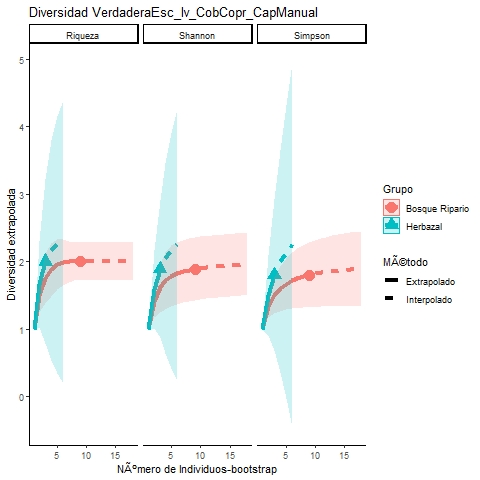 Diversidad VerdaderaEsc_Iv_CobCopr_CapManual
Riqueza
Shannon
Simpson
Diversidad extrapolada
5
4
3
2
1
0
5 10 15
5 10 15
5 10 15
NÃºmero de Individuos-bootstrap
Grupo
Bosque Ripario
Herbazal
MÃ©todo
Extrapolado
Interpolado